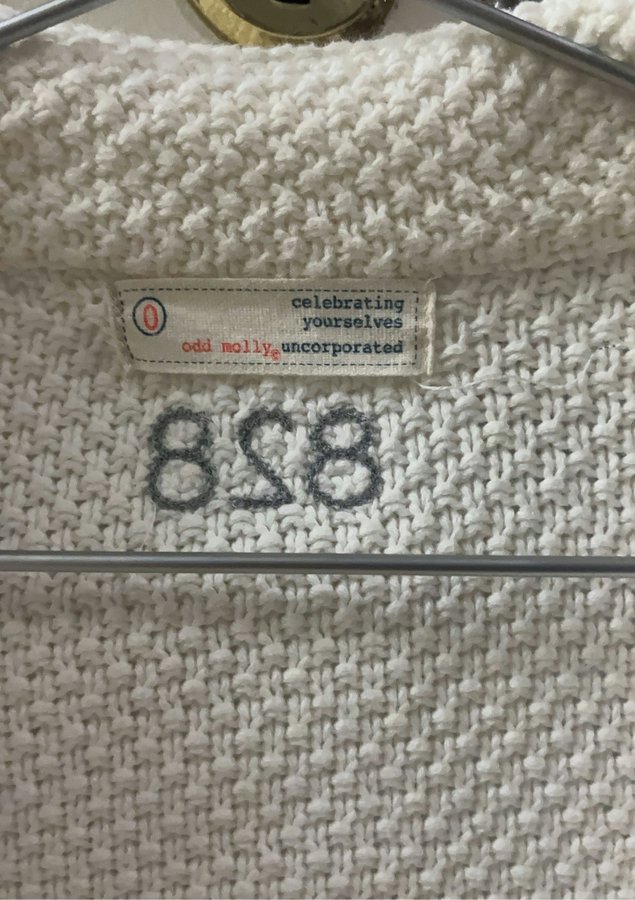 0
celebrating
yourselves
odd molly© uncorporated
828